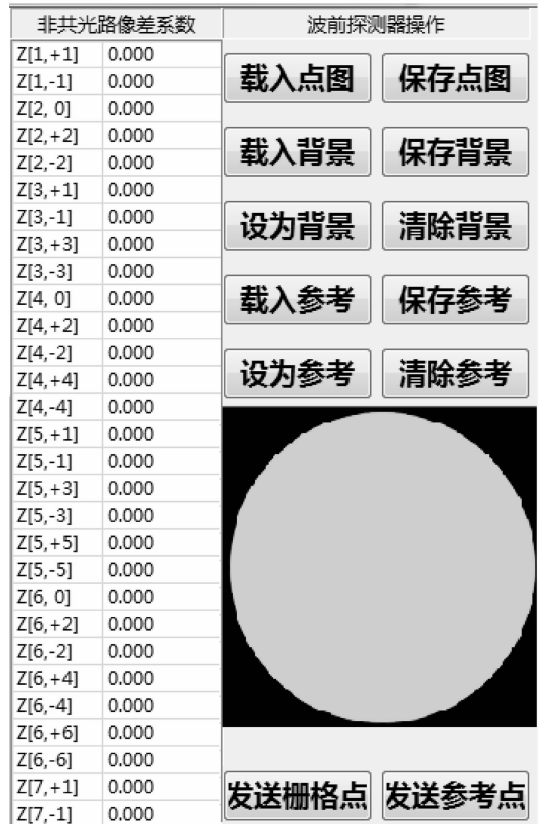 非共光路像差系数 波前探测器操作
Z[1,+1] 0.000
Z[1,-1] 0.000
Z[2, 0] 0.000
Z[2,+2] 0.000
Z[2,-2] 0.000
Z[3,+1] 0.000
Z[3,-1] 0.000
Z[3,+3] 0.000
Z[3,-3] 0.000
Z[4, 0] 0.000
Z[4,+2] 0.000
Z[4,-2] 0.000
Z[4,+4] 0.000
Z[4,-4] 0.000
Z[5,+1] 0.000
Z[5,-1] 0.000
Z[5,+3] 0.000
Z[5,-3] 0.000
Z[5,+5] 0.000
Z[5,-5] 0.000
Z[6, 0] 0.000
Z[6,+2] 0.000
Z[6,-2] 0.000
Z[6,+4] 0.000
Z[6,-4] 0.000
Z[6,+6] 0.000
Z[6,-6] 0.000
Z[7,+1] 0.000
Z[7,-1] 0.000
载入点图 保存点图
载入背景 保存背景
设为背景 清除背景
载入参考 保存参考
设为参考 清除参考
发送栅格点 发送参考点